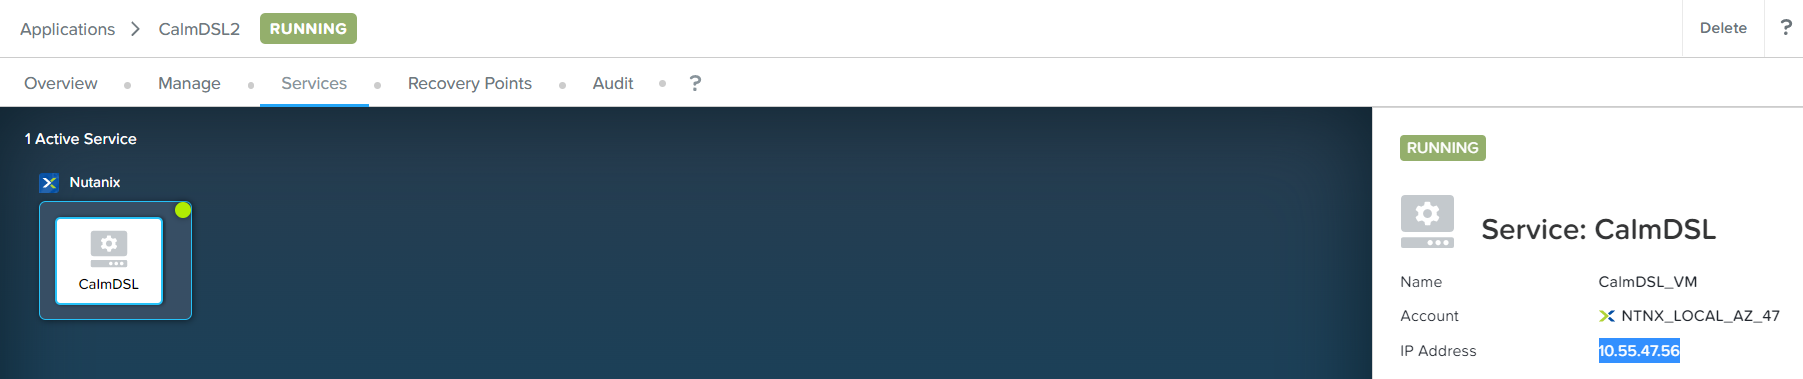 Applications > CalmDSL2 RUNNING Delete ?
Overview Manage Services Recovery Points Audit ?
1 Active Service
Nutanix
CalmDSL
RUNNING
Service: CalmDSL
Name CalmDSL_VM
Account NTNX_LOCAL_AZ_47
IP Address 10.55.47.56